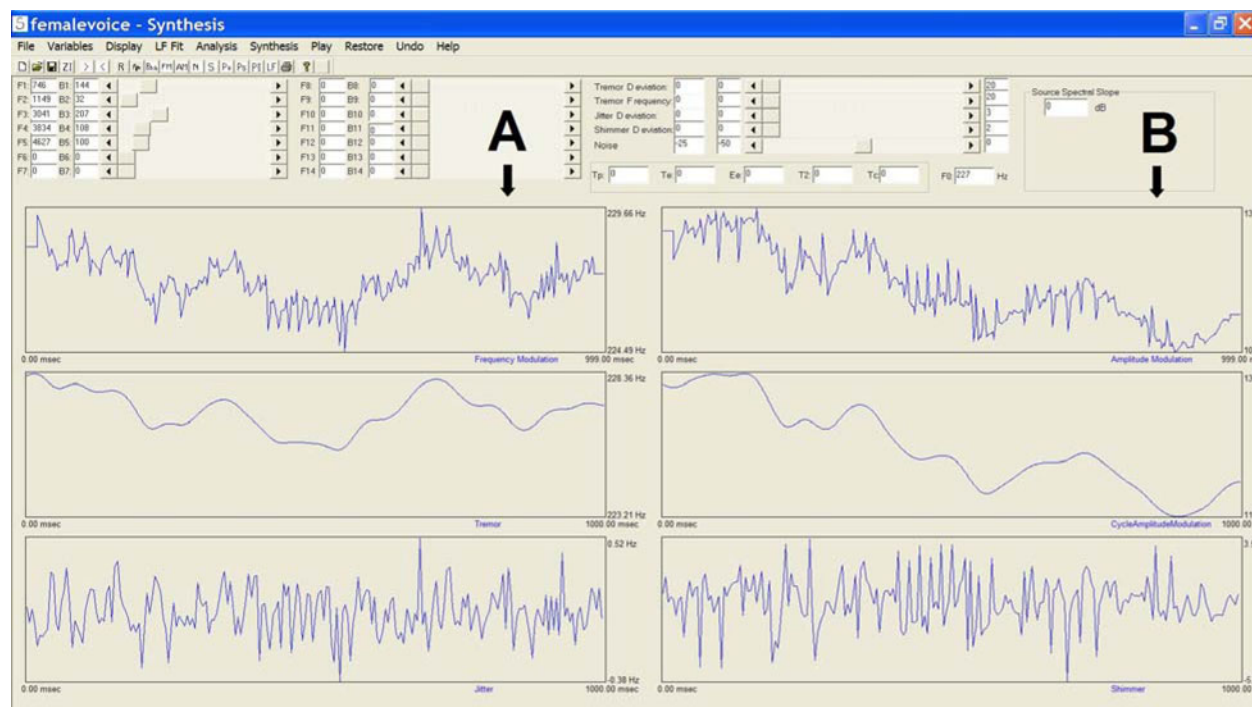 femalevoice - Synthesis
File Variables Display LF Fit Analysis Synthesis Play Restore Undo Help
F1: 746 B1: 144
F2: 1149 B2: 32
F3: 3041 B3: 207
F4: 3834 B4: 108
F5: 4627 B5: 100
F6: 0 B6: 0
F7: 0 B7: 0
F8: 0 B8: 0
F9: 0 B9: 0
F10 0 B10 0
F11 0 B11 0
F12 0 B12 0
F13 0 B13 0
F14 0 B14 0
A
Tremor Deviation: 0 0 20
Tremor Frequency: 0 0 20
Jitter Deviation: 0 0 3
Shimmer Deviation: 0 0 2
Noise -25 -50 0
Tp: 0 Te: 0 Ee: 0 T2: 0 Tc: 0 F0: 227 Hz
Source Spectral Slope
0 dB
B
229.66 Hz
224.49 Hz
0.00 msec Frequency Modulation 999.00 msec
0.00 msec Amplitude Modulation
228.36 Hz
223.21 Hz
0.00 msec Tremor 1000.00 msec
0.00 msec CycleAmplitudeModulation
0.52 Hz
-0.38 Hz
0.00 msec Jitter 1000.00 msec
0.00 msec Shimmer